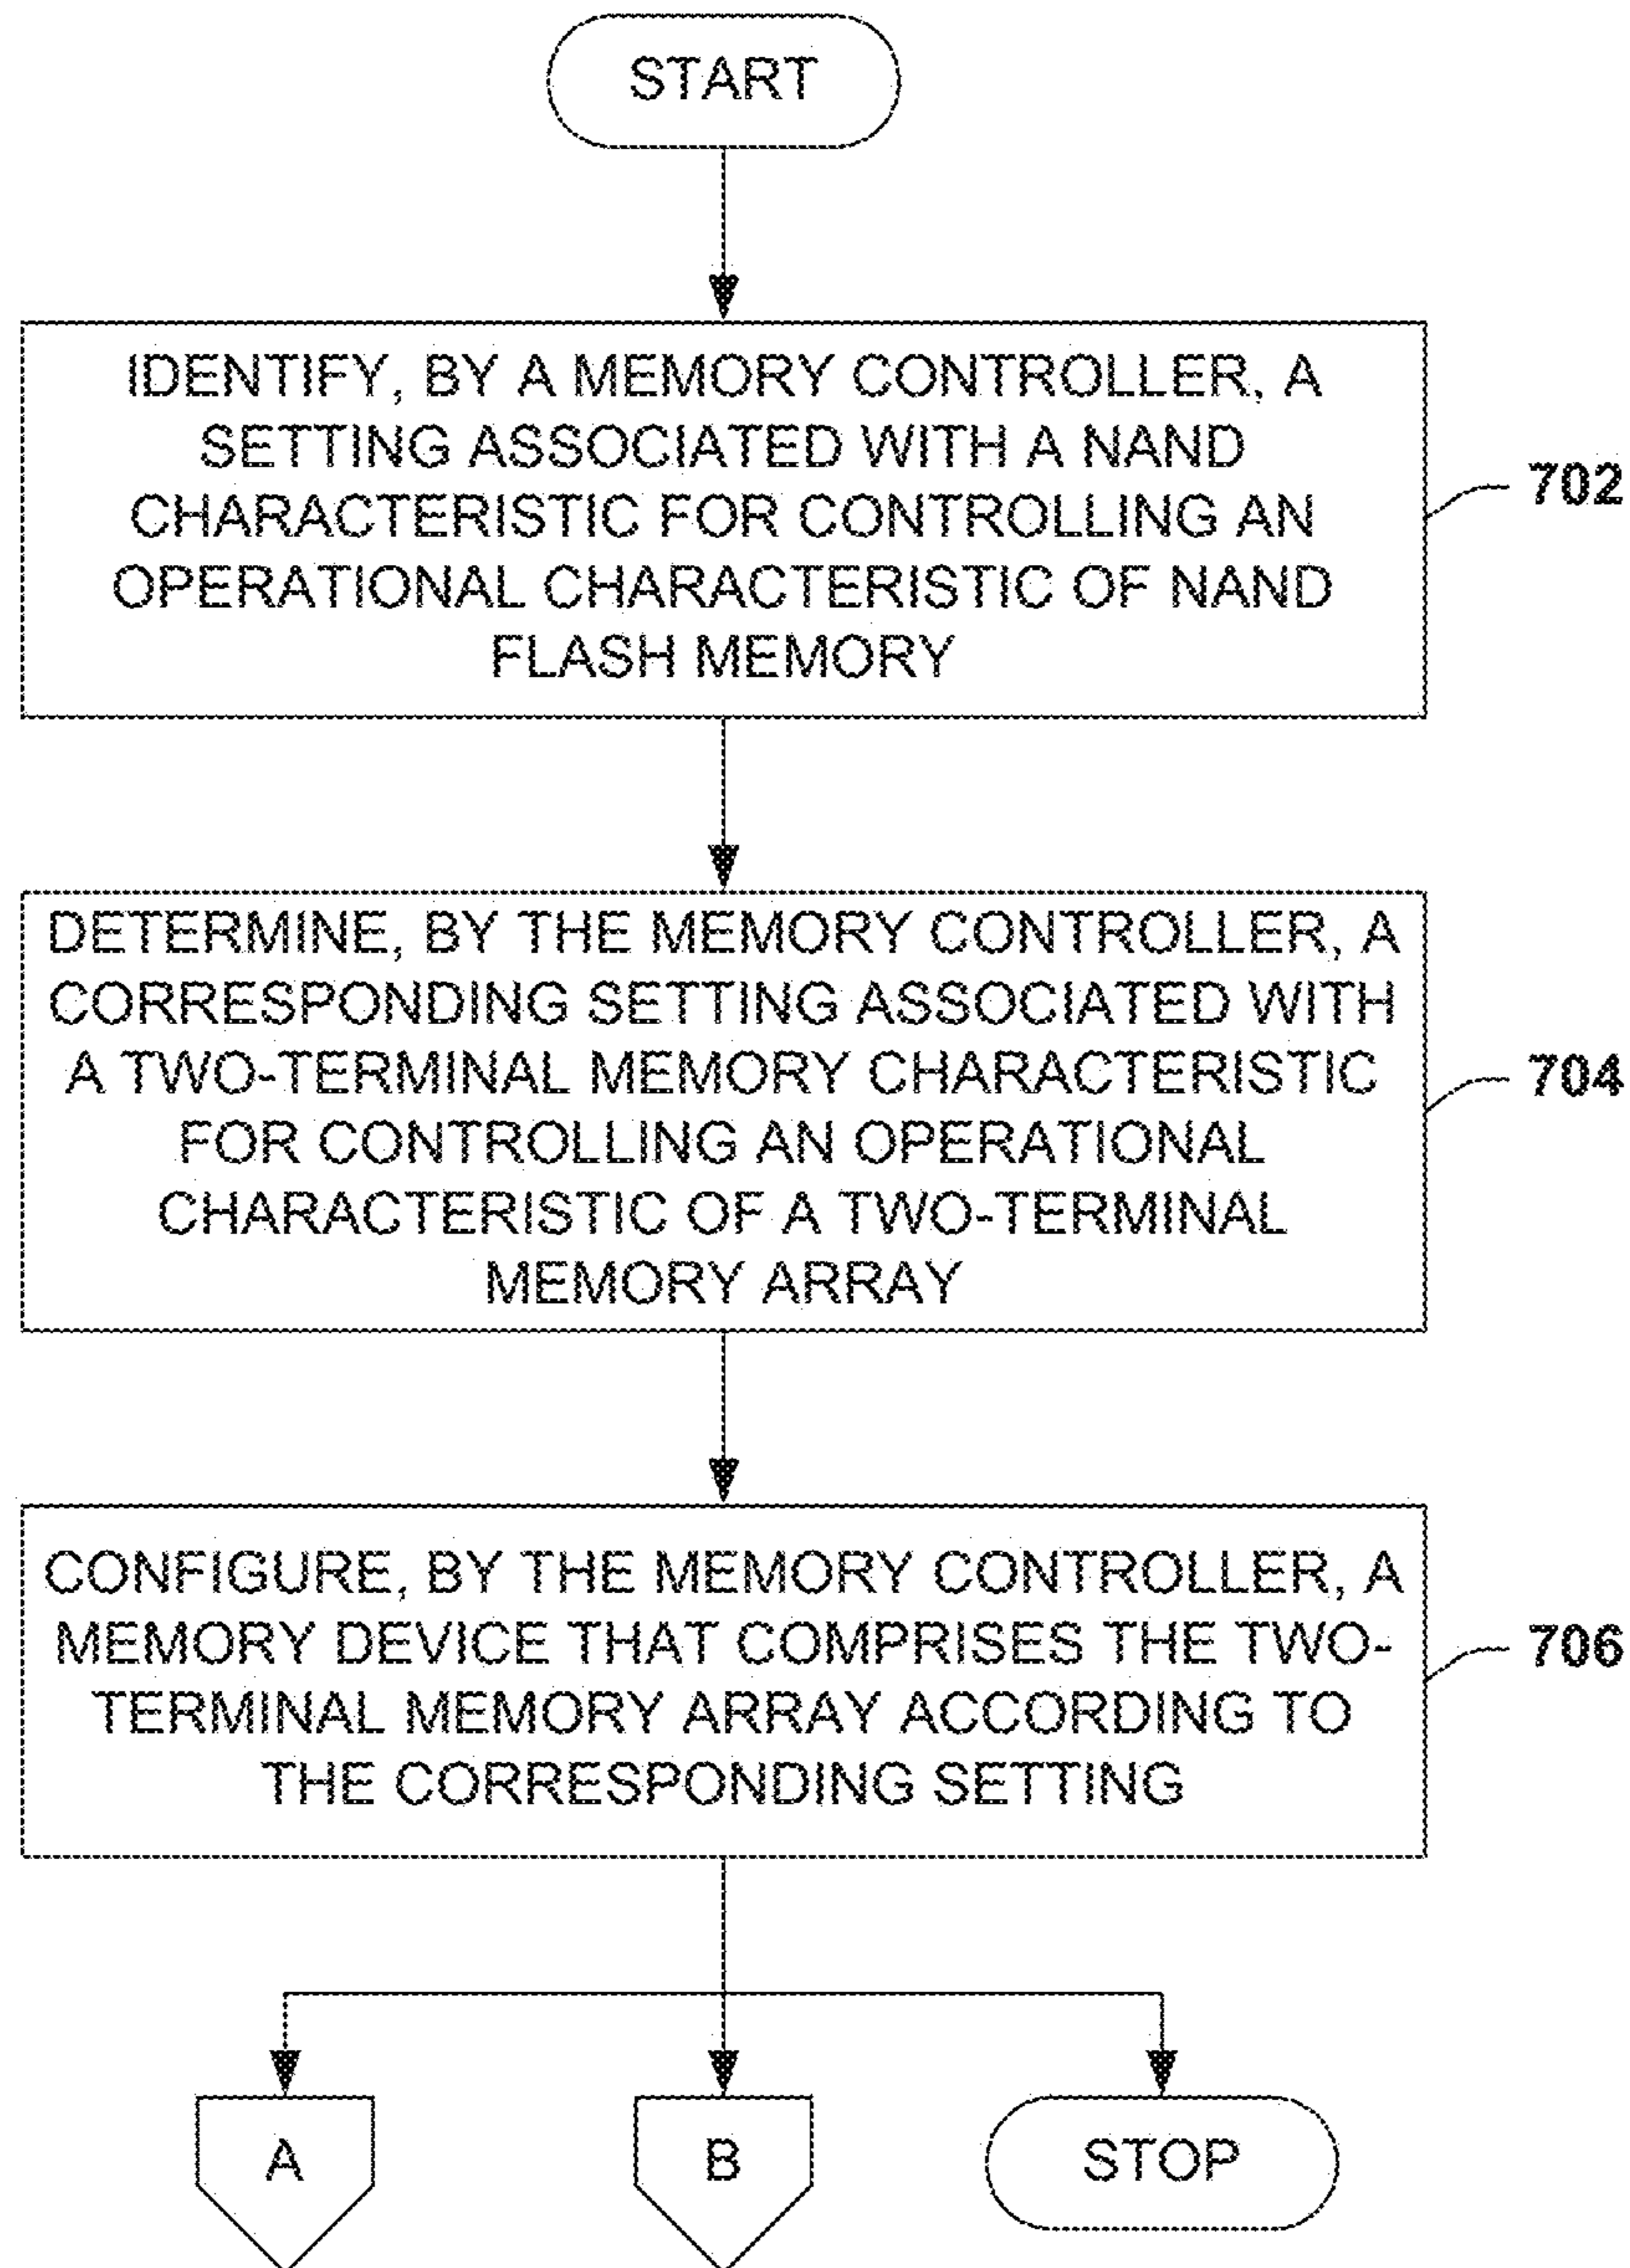 START
IDENTIFY, BY A MEMORY CONTROLLER, A
SETTING ASSOCIATED WITH A NAND
CHARACTERISTIC FOR CONTROLLING AN
OPERATIONAL CHARACTERISTIC OF NAND
FLASH MEMORY
702
DETERMINE, BY THE MEMORY CONTROLLER, A
CORRESPONDING SETTING ASSOCIATED WITH
A TWO-TERMINAL MEMORY CHARACTERISTIC
FOR CONTROLLING AN OPERATIONAL
CHARACTERISTIC OF A TWO-TERMINAL
MEMORY ARRAY
704
CONFIGURE, BY THE MEMORY CONTROLLER, A
MEMORY DEVICE THAT COMPRISES THE TWO-
TERMINAL MEMORY ARRAY ACCORDING TO
THE CORRESPONDING SETTING
706
A
B
STOP